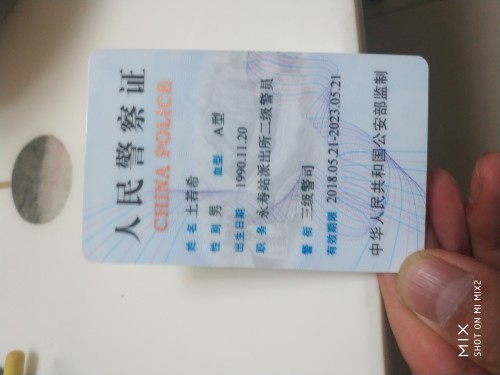 人民警察证
CHINA POLICE
姓名 土若希
性别 男 血型 A型
出生日期 1990.11.20
职务 永寿站派出所二级警员
警衔 三级警司
有效期限 2018.05.21-2023.05.21
中华人民共和国公安部监制
MIX
SHOT ON MI MIX2